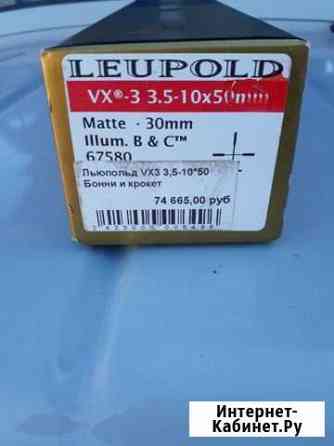 LEUPOLD
VX®-3 3.5-10x50mm
Matte · 30mm
Illum. B & C™
67580
Льюпольд VX3 3,5-10*50
Бонни и крокет
74 665,00 руб
Интернет-
Кабинет.Ру